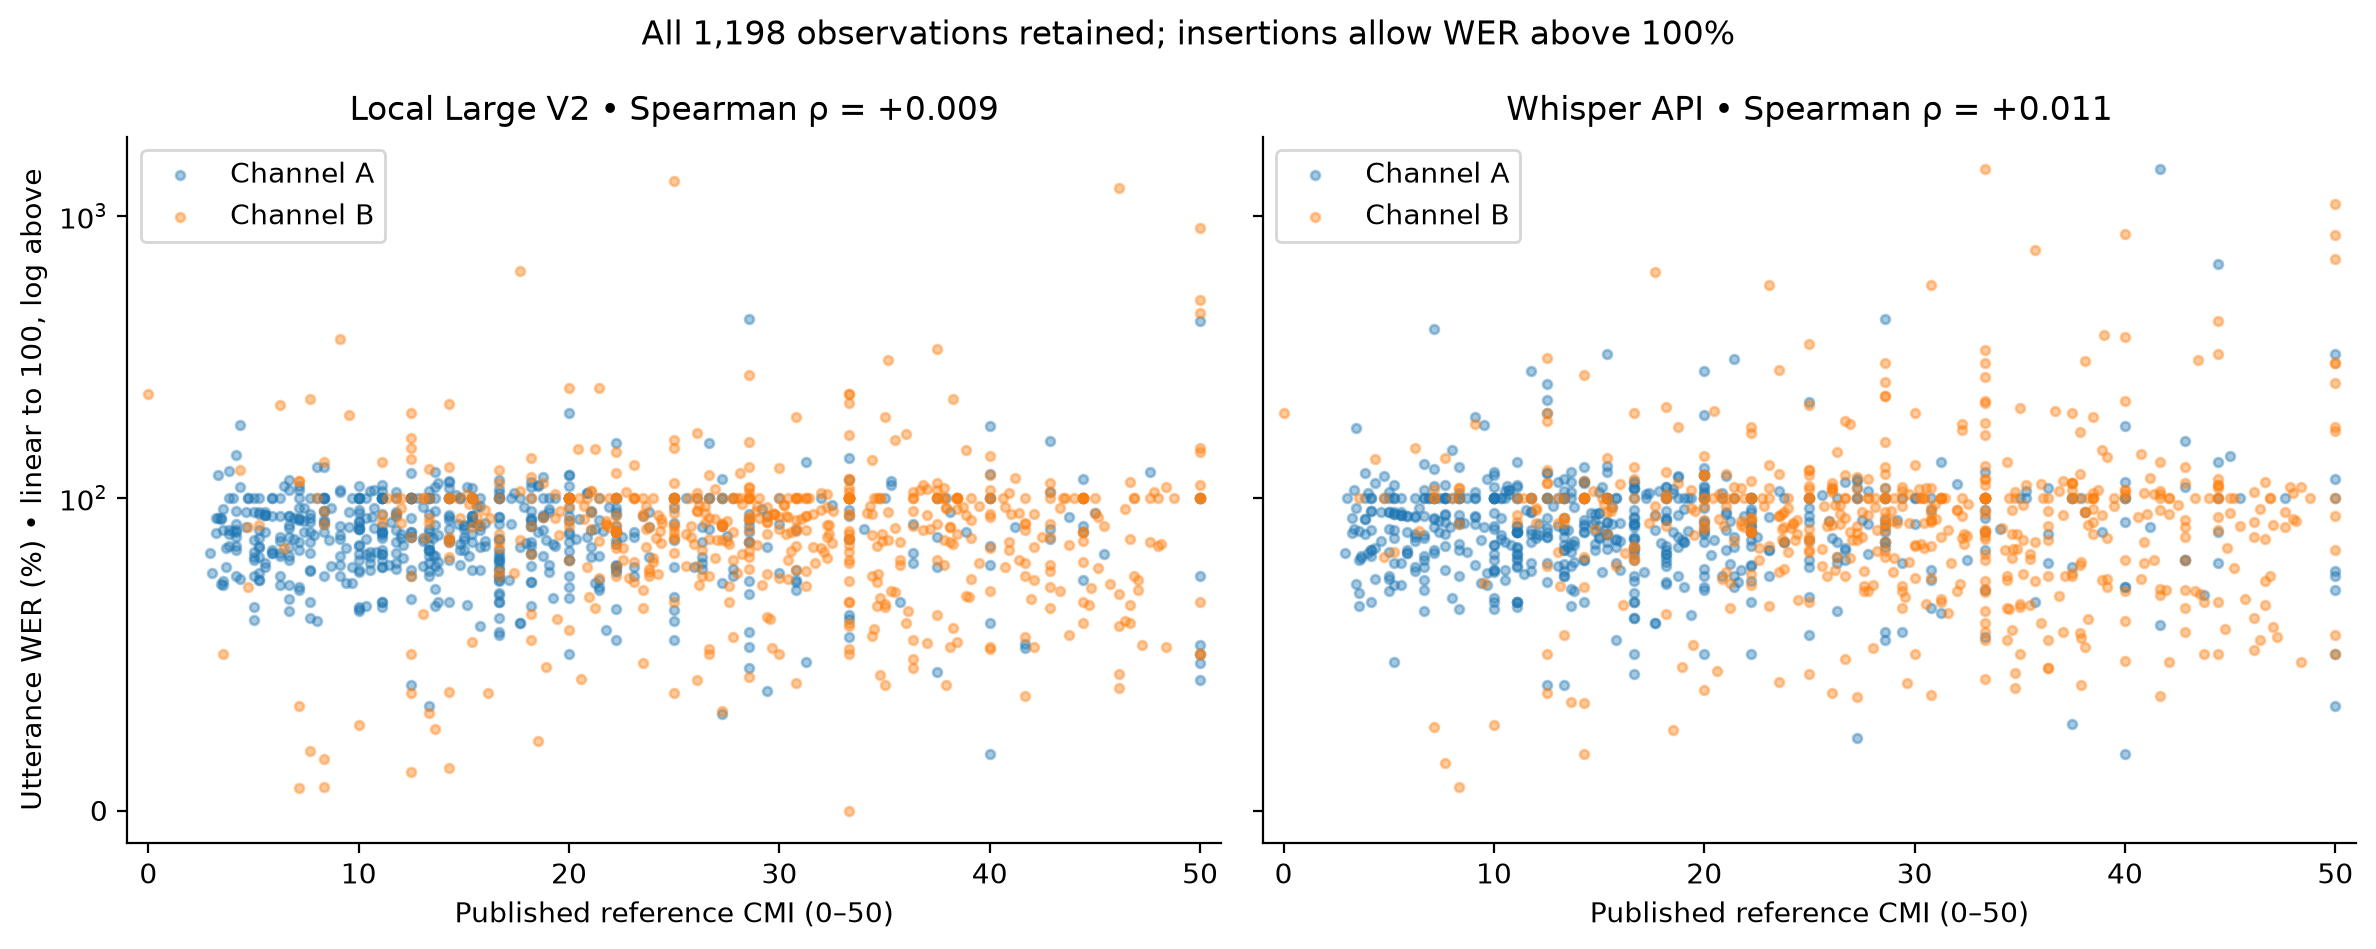 All 1,198 observations retained; insertions allow WER above 100%
Local Large V2 • Spearman ρ = +0.009
Whisper API • Spearman ρ = +0.011
Channel A
Channel B
Channel A
Channel B
Utterance WER (%) • linear to 100, log above
10³
10²
0
0 10 20 30 40 50
0 10 20 30 40 50
Published reference CMI (0–50)
Published reference CMI (0–50)